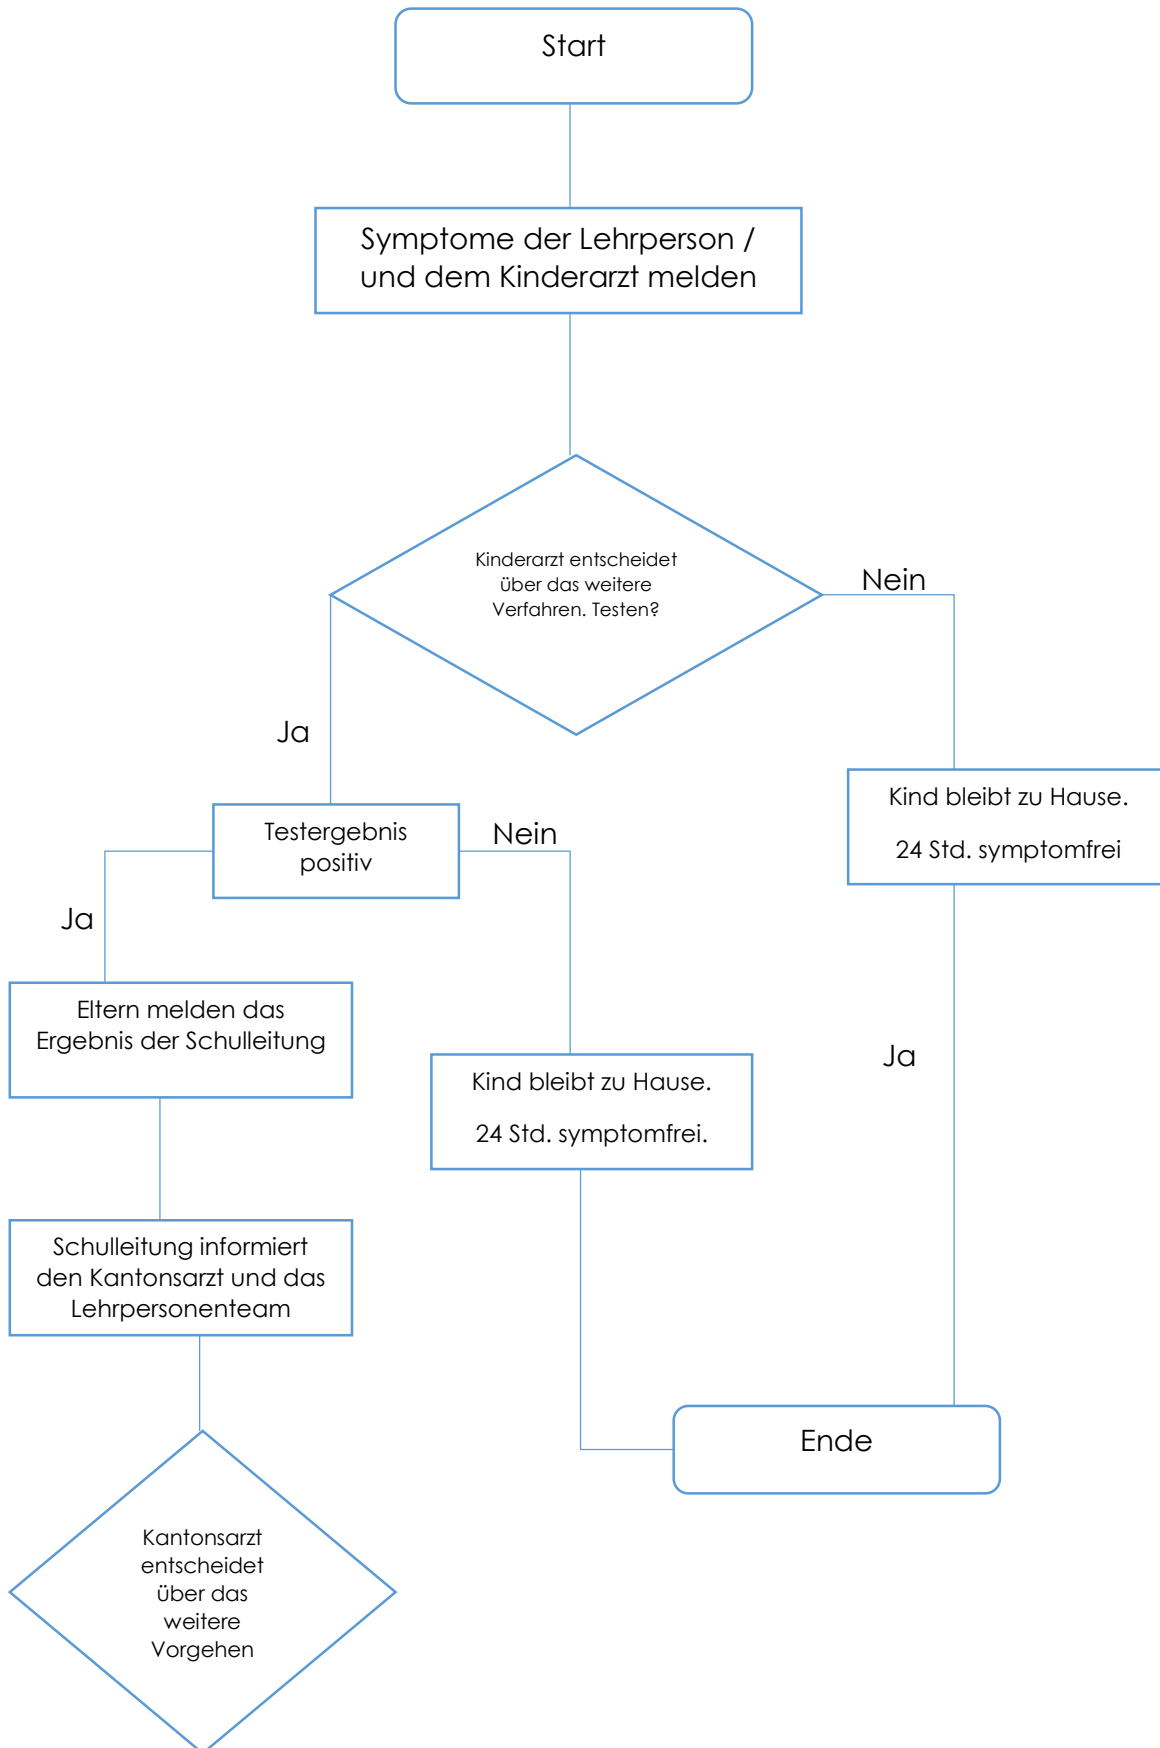 Start
Symptome der Lehrperson /
und dem Kinderarzt melden
Kinderarzt entscheidet
über das weitere
Verfahren. Testen?
Nein
Ja
Kind bleibt zu Hause.
24 Std. symptomfrei
Testergebnis
positiv
Nein
Ja
Eltern melden das
Ergebnis der Schulleitung
Ja
Kind bleibt zu Hause.
24 Std. symptomfrei.
Schulleitung informiert
den Kantonsarzt und das
Lehrpersonenteam
Ende
Kantonsarzt
entscheidet
über das
weitere
Vorgehen